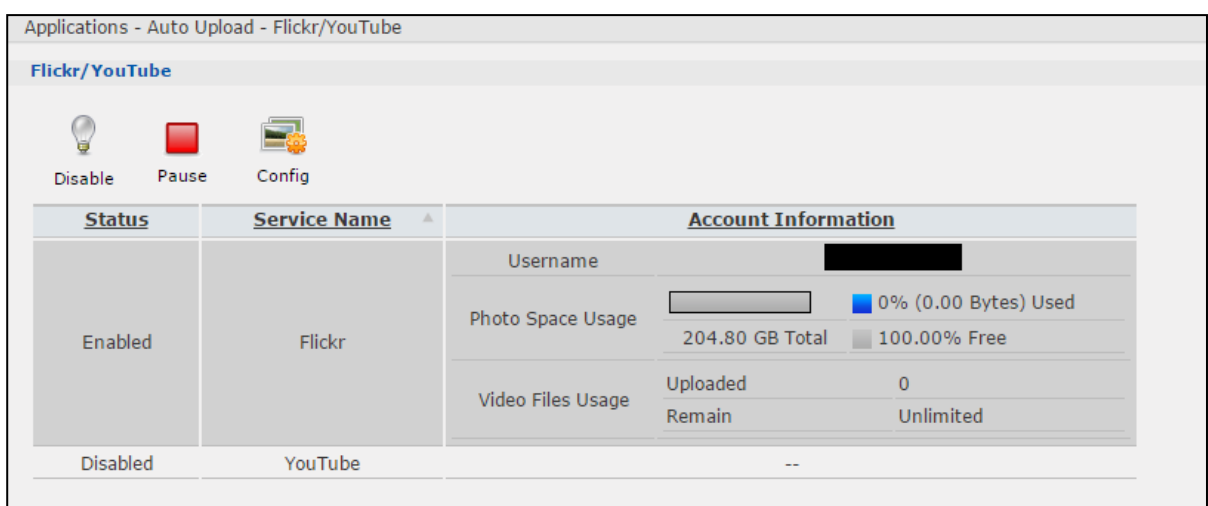 Applications - Auto Upload - Flickr/YouTube
Flickr/YouTube
Disable Pause Config
Status Service Name Account Information
Username
Photo Space Usage 0% (0.00 Bytes) Used
204.80 GB Total 100.00% Free
Enabled Flickr
Video Files Usage Uploaded 0
Remain Unlimited
Disabled YouTube --